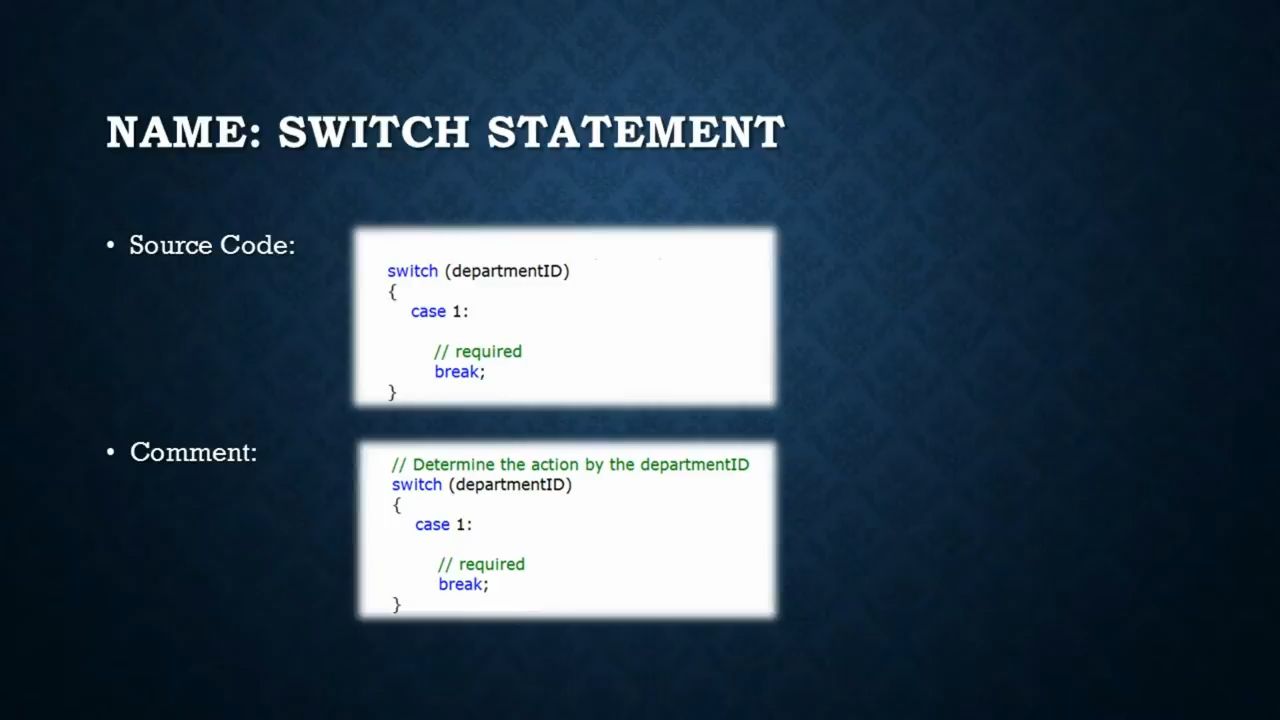 NAME: SWITCH STATEMENT
• Source Code:
switch (departmentID)
{
case 1:
// required
break;
}
• Comment:
// Determine the action by the departmentID
switch (departmentID)
{
case 1:
// required
break;
}